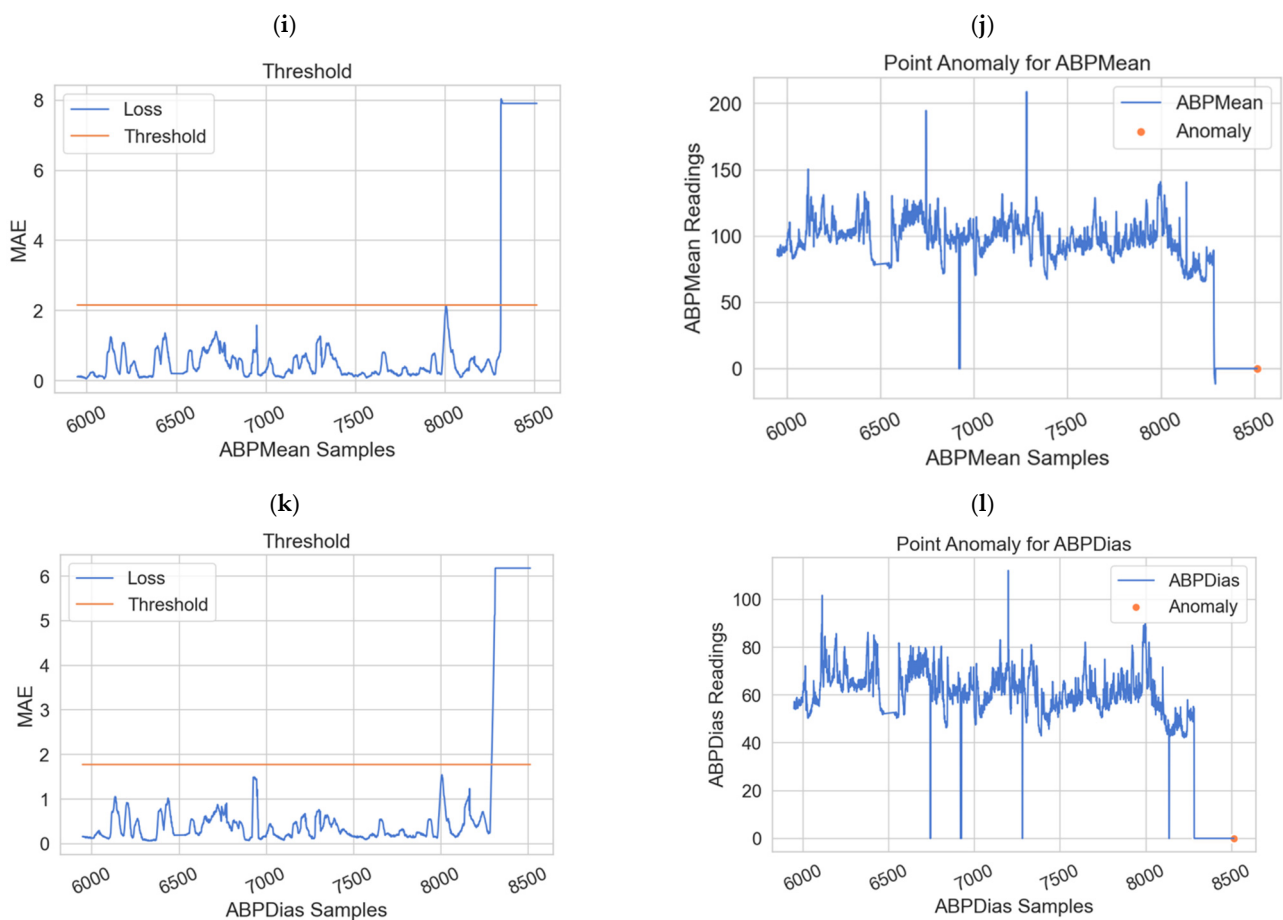 (i)
Threshold
Loss
Threshold
8
6
4
2
0
MAE
6000 6500 7000 7500 8000 8500
ABPMean Samples
(j)
Point Anomaly for ABPMean
ABPMean
Anomaly
200
150
100
50
0
ABPMean Readings
6000 6500 7000 7500 8000 8500
ABPMean Samples
(k)
Threshold
Loss
Threshold
6
5
4
3
2
1
0
MAE
6000 6500 7000 7500 8000 8500
ABPDias Samples
(l)
Point Anomaly for ABPDias
ABPDias
Anomaly
100
80
60
40
20
0
ABPDias Readings
6000 6500 7000 7500 8000 8500
ABPDias Samples